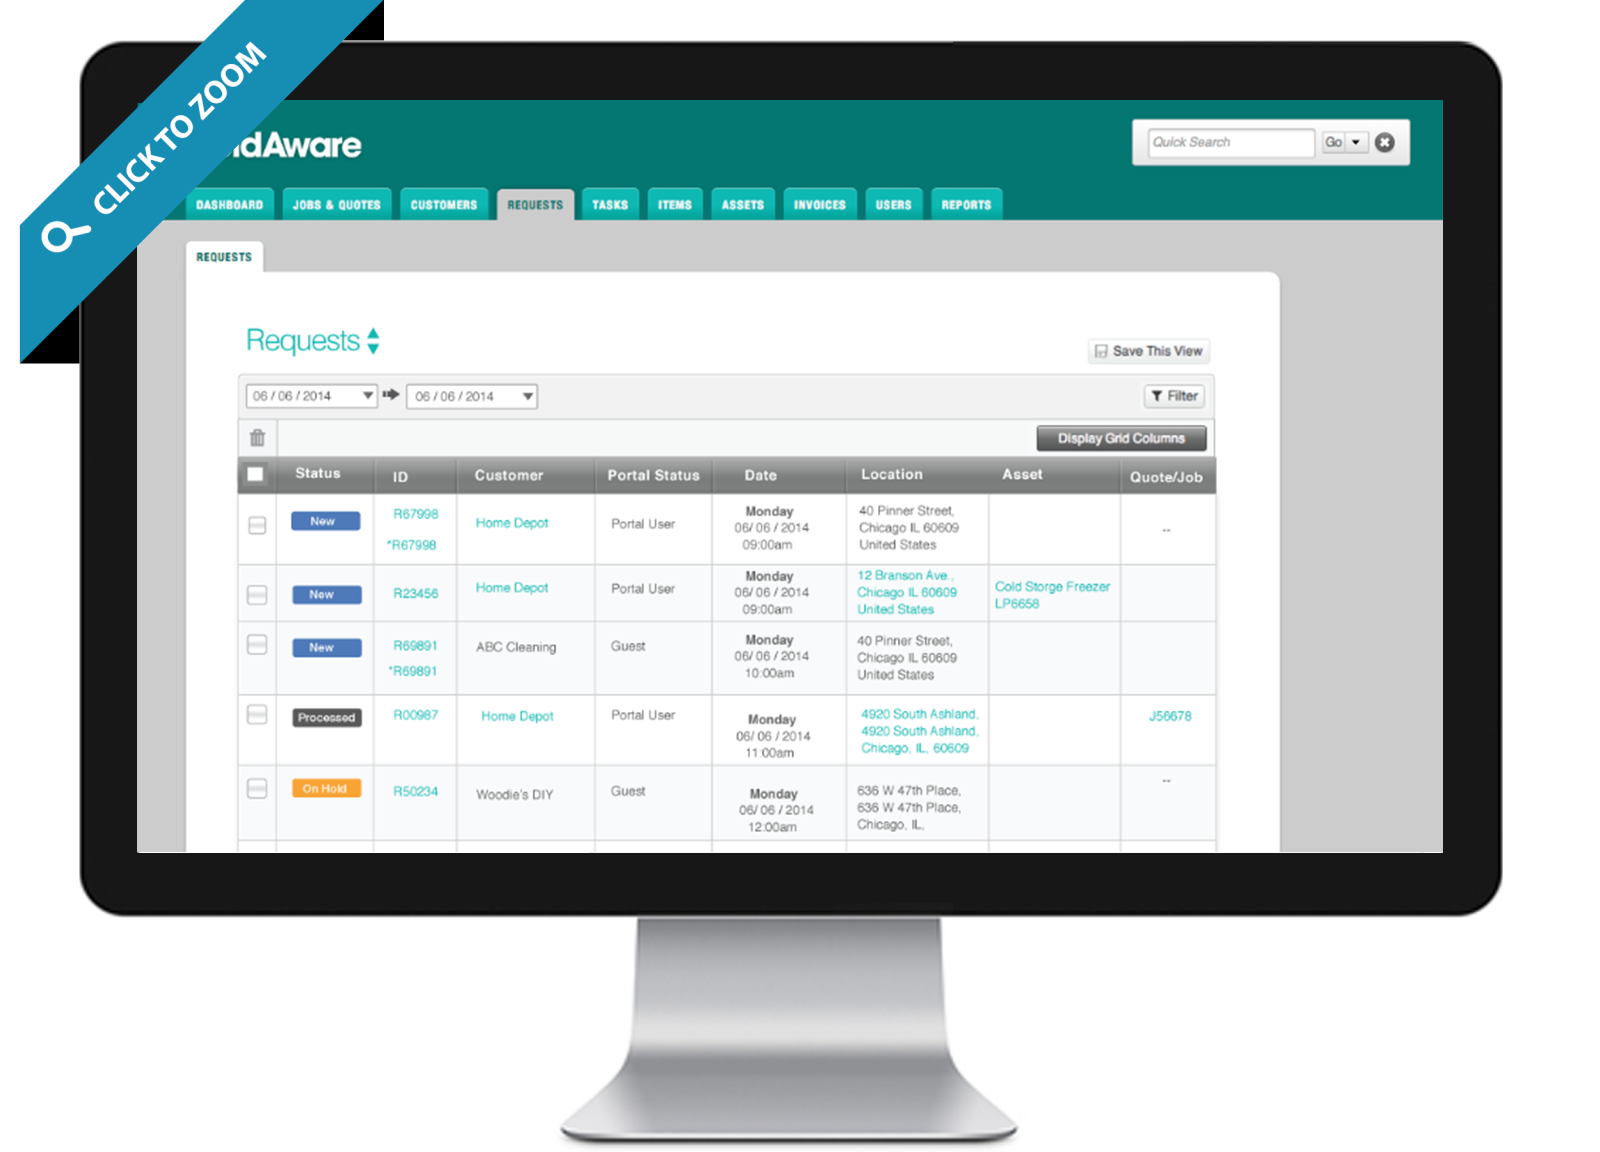 CLICK TO ZOOM
dAware
Quick Search
Go
DASHBOARD JOBS & QUOTES CUSTOMERS REQUESTS TASKS ITEMS ASSETS INVOICES USERS REPORTS
REQUESTS
Requests
Save This View
06 / 06 / 2014 06 / 06 / 2014 Filter
Display Grid Columns
Status ID Customer Portal Status Date Location Asset Quote/Job
New R67998 *R67998 Home Depot Portal User Monday 06/ 06 / 2014 09:00am 40 Pinner Street, Chicago IL 60609 United States --
New R23456 Home Depot Portal User Monday 06/ 06 / 2014 09:00am 12 Branson Ave., Chicago IL 60609 United States Cold Storge Freezer LP6658
New R69891 *R69891 ABC Cleaning Guest Monday 06/ 06 / 2014 10:00am 40 Pinner Street, Chicago IL 60609 United States
Processed R00987 Home Depot Portal User Monday 06/ 06 / 2014 11:00am 4920 South Ashland, 4920 South Ashland, Chicago, IL, 60609 J56678
On Hold R50234 Woodie's DIY Guest Monday 06/ 06 / 2014 12:00am 636 W 47th Place, 636 W 47th Place, Chicago, IL, --